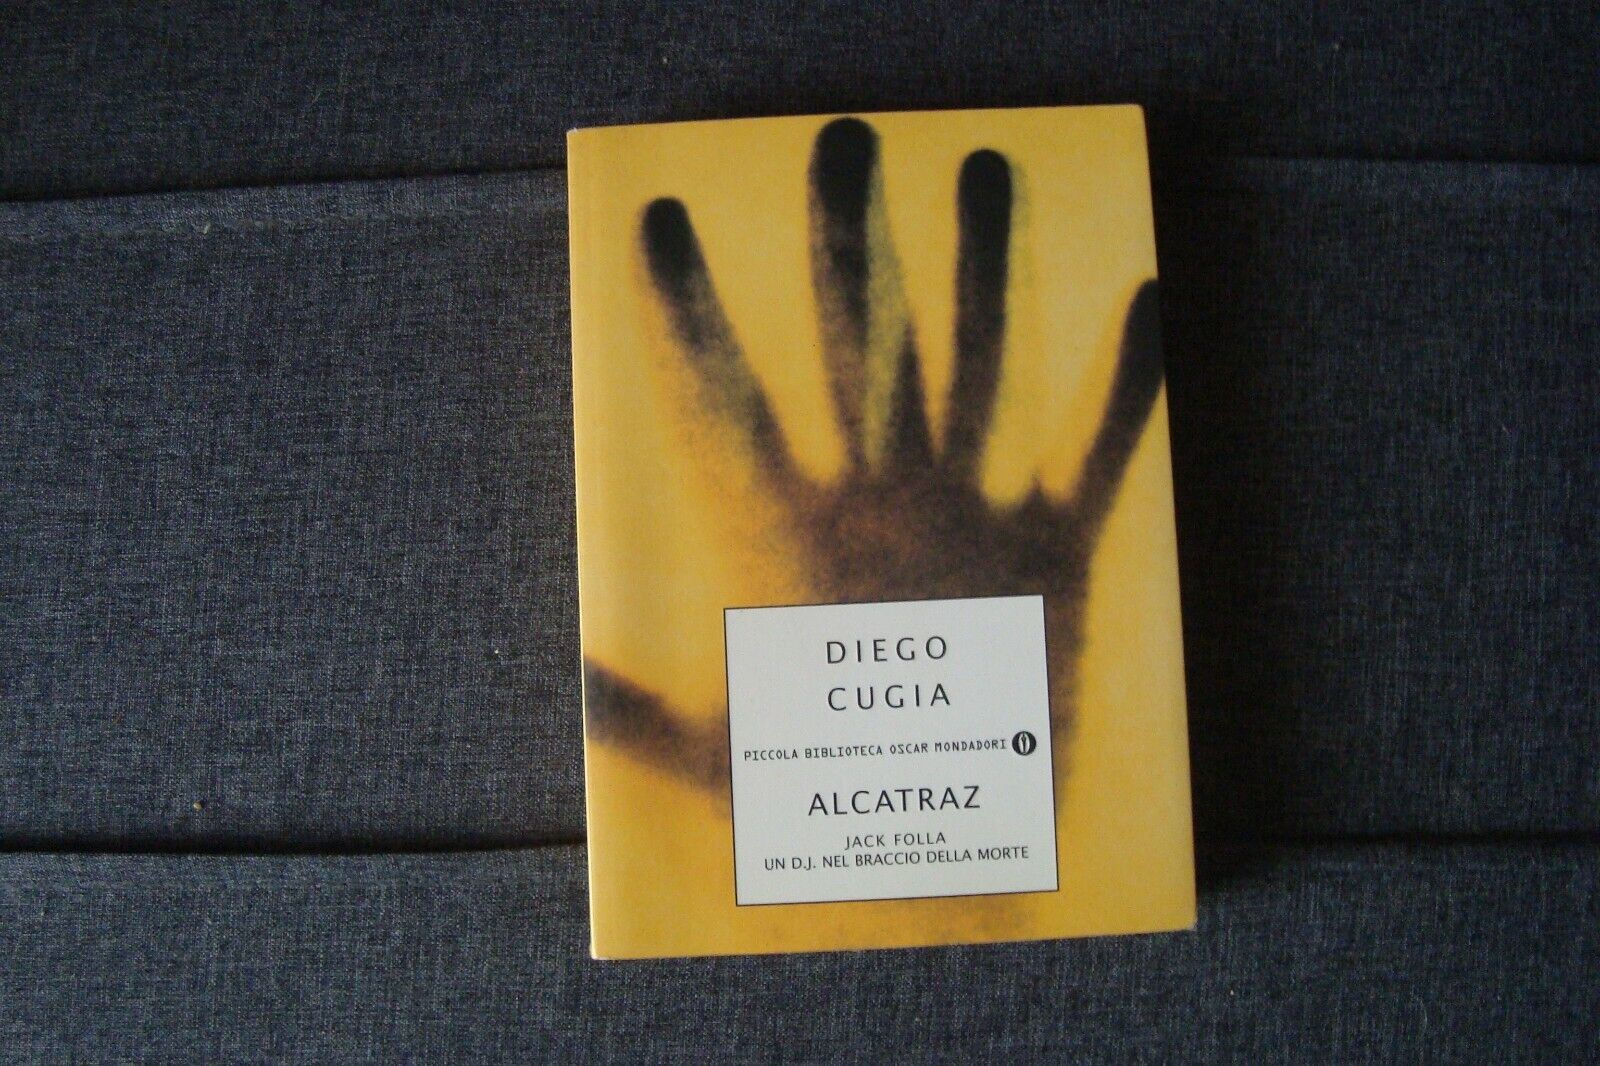 DIEGO
CUGIA
PICCOLA BIBLIOTECA OSCAR MONDADORI
ALCATRAZ
JACK FOLLA
UN D.J. NEL BRACCIO DELLA MORTE